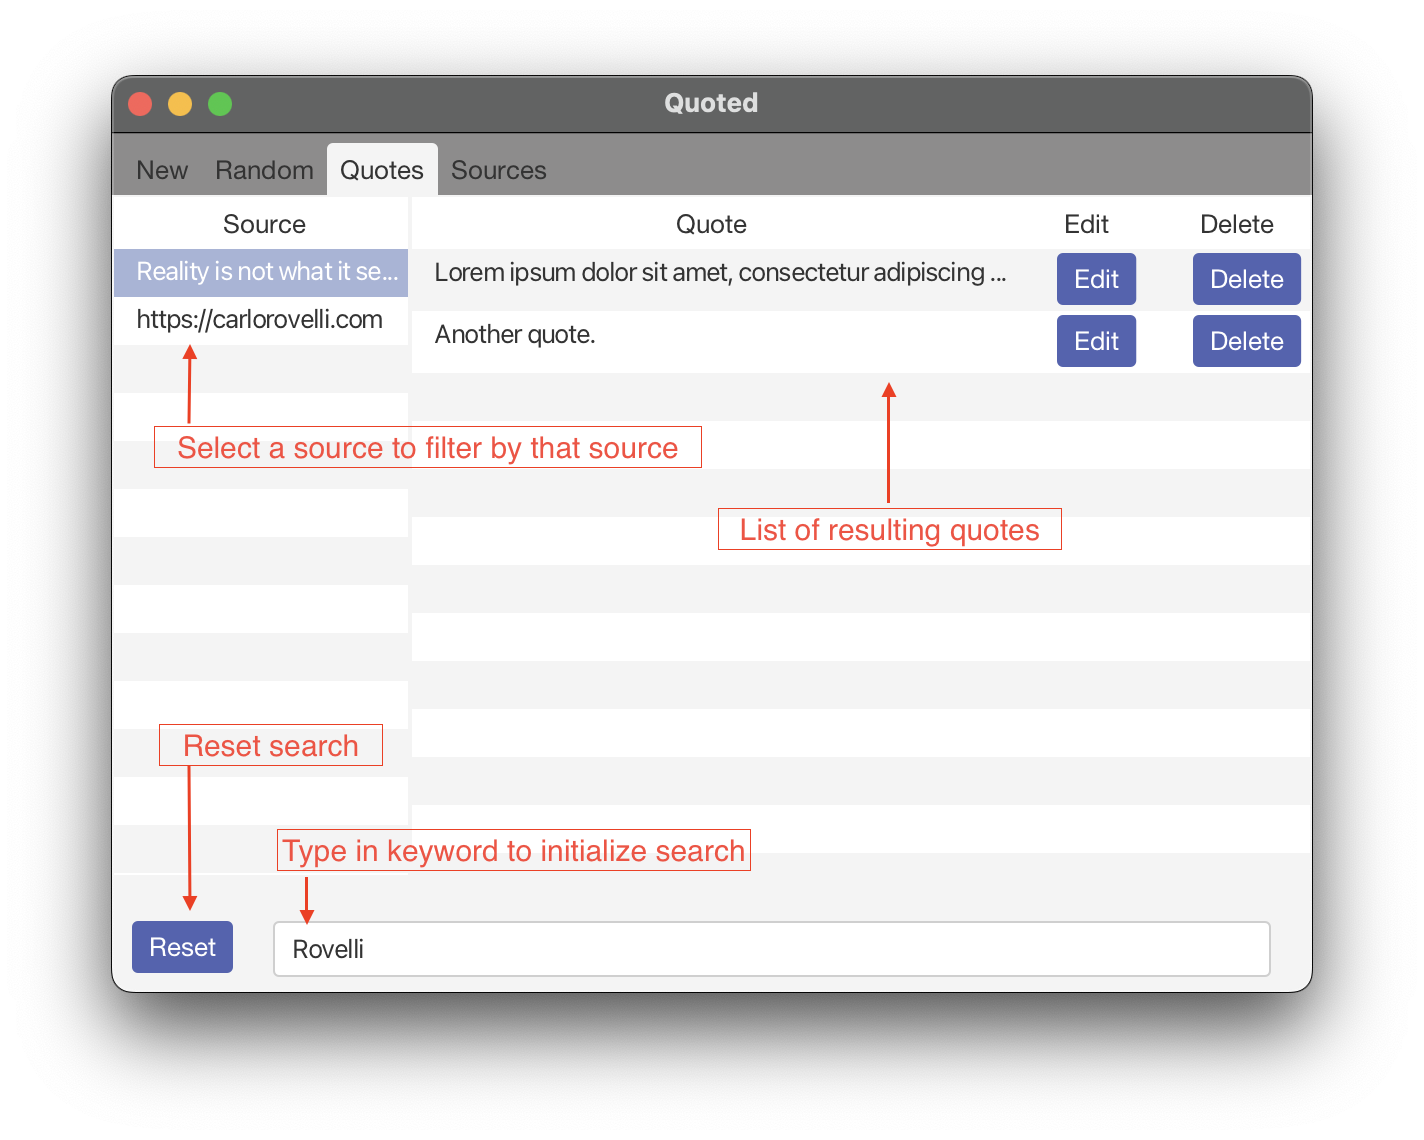 Quoted
New Random Quotes Sources
Source Quote Edit Delete
Reality is not what it se... Lorem ipsum dolor sit amet, consectetur adipiscing ... Edit Delete
https://carlorovelli.com Another quote. Edit Delete
Select a source to filter by that source
List of resulting quotes
Reset search
Type in keyword to initialize search
Reset Rovelli